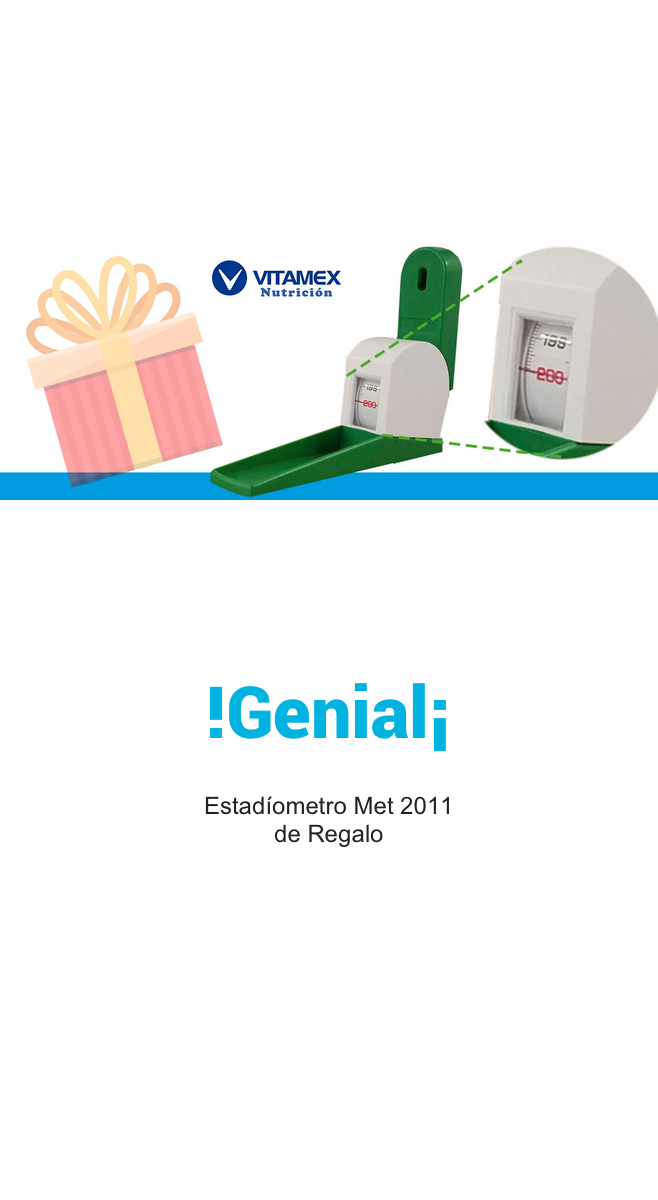 VITAMEX
Nutrición
199
200
199
200
!Genial¡
Estadíometro Met 2011
de Regalo